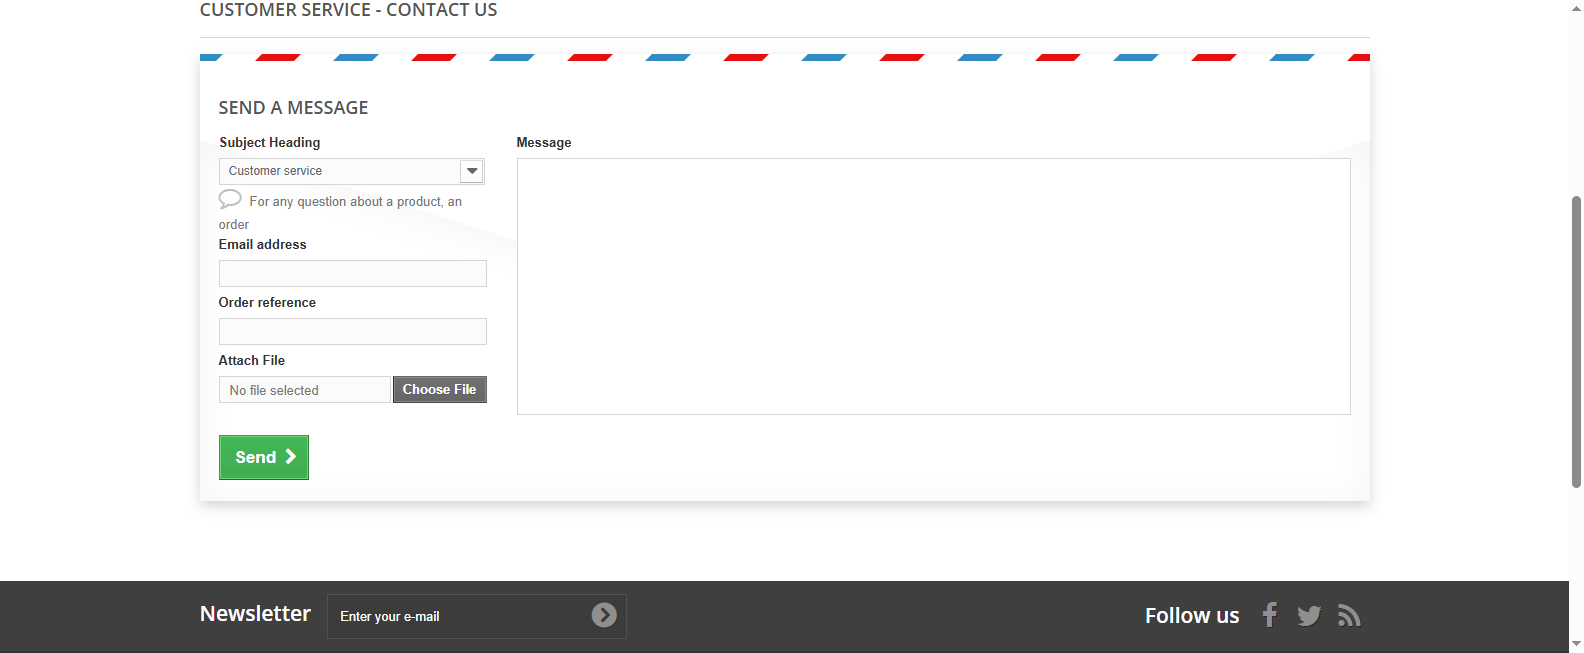 CUSTOMER SERVICE - CONTACT US
SEND A MESSAGE
Subject Heading
Customer service
For any question about a product, an
order
Email address
Order reference
Attach File
No file selected
Choose File
Send
Message
Newsletter
Enter your e-mail
Follow us